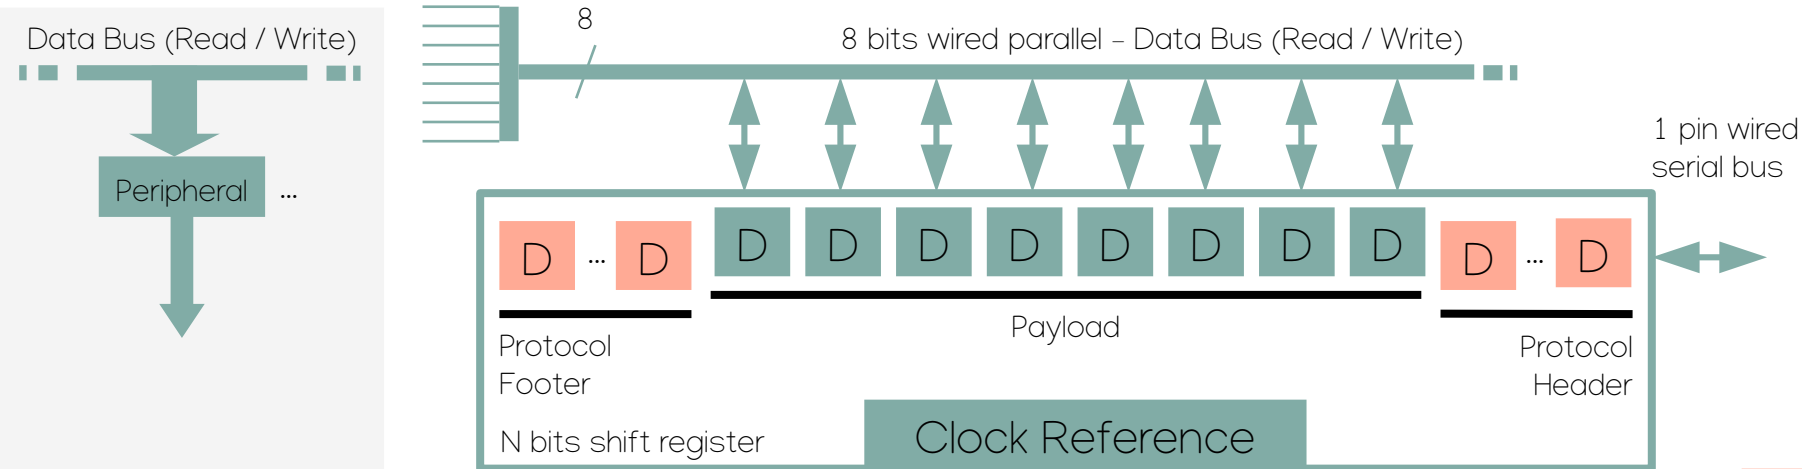 Data Bus (Read / Write)
Peripheral ...
8
8 bits wired parallel – Data Bus (Read / Write)
1 pin wired
serial bus
D ... D D D D D D D D D D ... D
Protocol
Footer
Payload
Protocol
Header
N bits shift register
Clock Reference